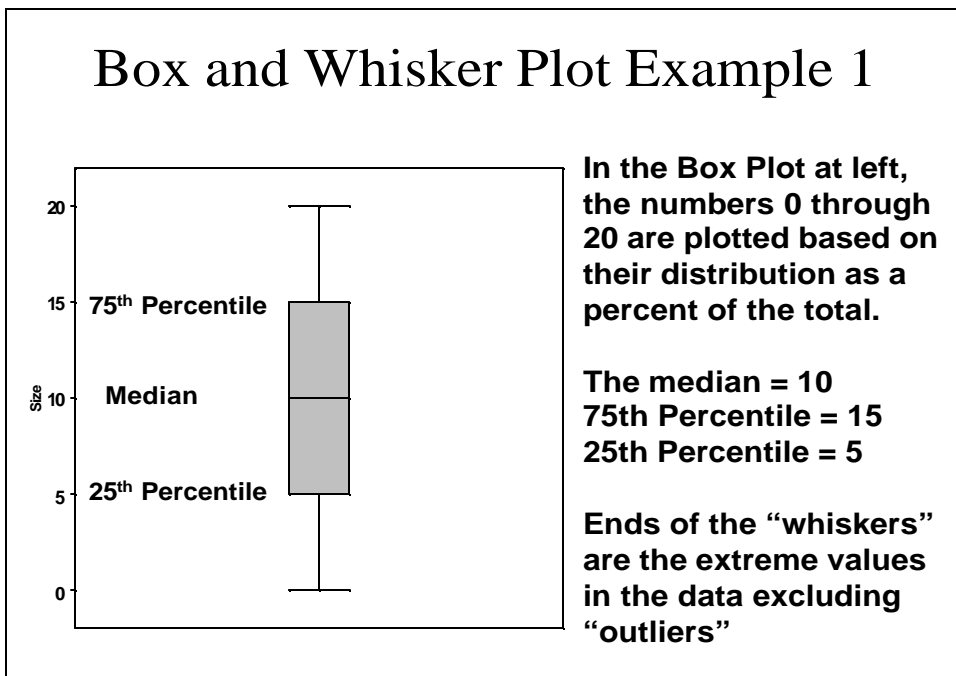 Box and Whisker Plot Example 1
20
15
10
5
0
Size
75th Percentile
Median
25th Percentile
In the Box Plot at left,
the numbers 0 through
20 are plotted based on
their distribution as a
percent of the total.
The median = 10
75th Percentile = 15
25th Percentile = 5
Ends of the “whiskers”
are the extreme values
in the data excluding
“outliers”